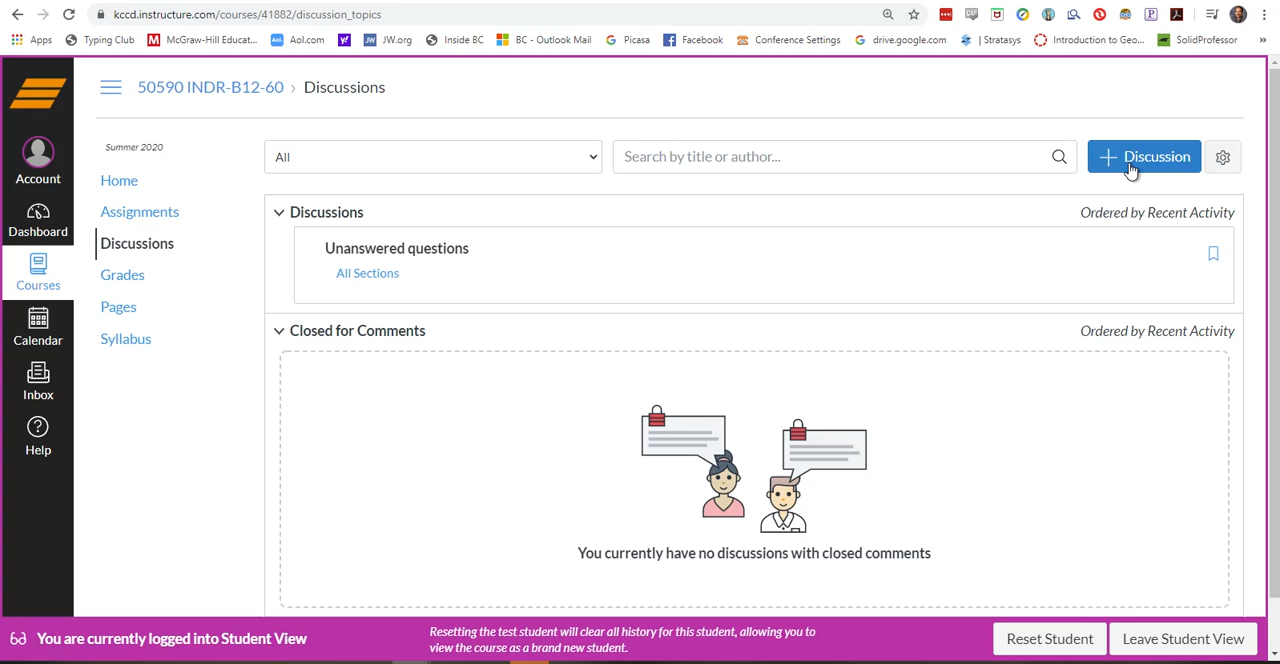 kccd.instructure.com/courses/41882/discussion_topics
Apps Typing Club McGraw-Hill Educat... Aol.com JW.org Inside BC BC - Outlook Mail Picasa Facebook Conference Settings drive.google.com | Stratasys Introduction to Geo... SolidProfessor »
50590 INDR-B12-60 › Discussions
Summer 2020
All
Search by title or author...
+ Discussion
Account
Dashboard
Courses
Calendar
Inbox
Help
Home
Assignments
Discussions
Grades
Pages
Syllabus
Discussions Ordered by Recent Activity
Unanswered questions
All Sections
Closed for Comments Ordered by Recent Activity
You currently have no discussions with closed comments
You are currently logged into Student View
Resetting the test student will clear all history for this student, allowing you to
view the course as a brand new student.
Reset Student
Leave Student View